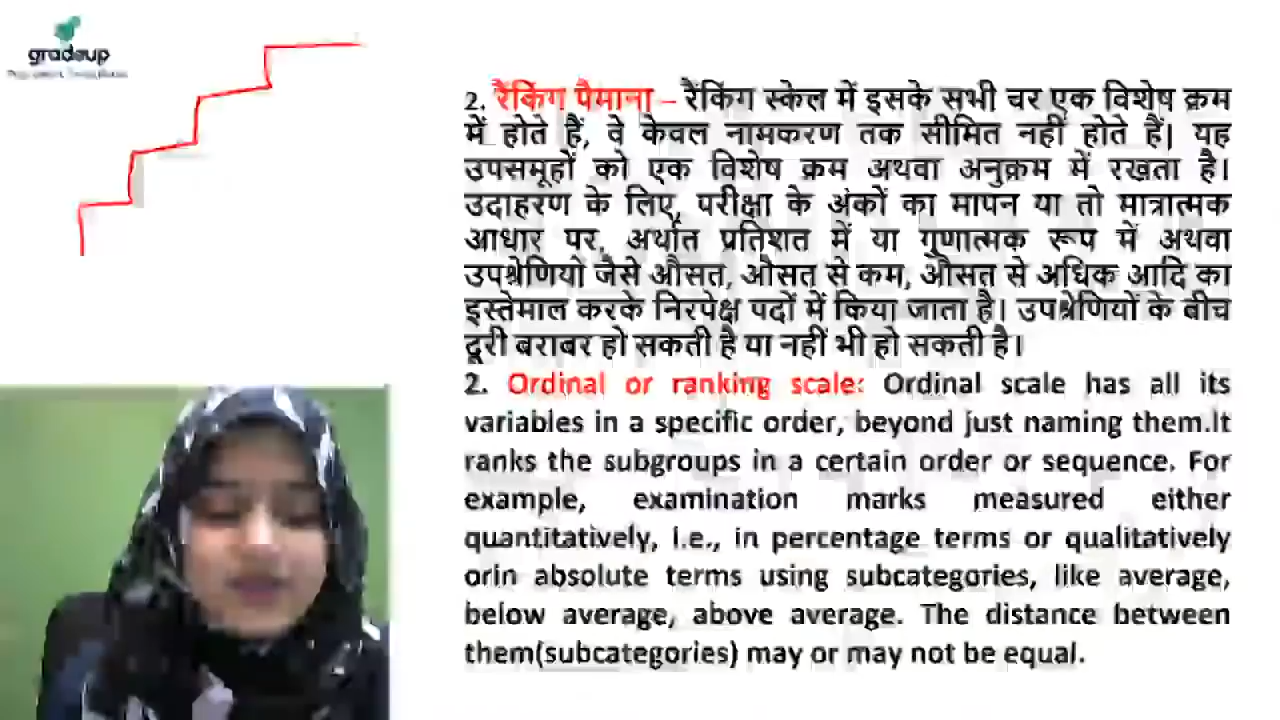 gradeup
2. रैंकिंग पैमाना – रैंकिंग स्केल में इसके सभी चर एक विशेष क्रम
में होते हैं, वे केवल नामकरण तक सीमित नहीं होते हैं। यह
उपसमूहों को एक विशेष क्रम अथवा अनुक्रम में रखता है।
उदाहरण के लिए, परीक्षा के अंकों का मापन या तो मात्रात्मक
आधार पर, अर्थात प्रतिशत में या गुणात्मक रूप में अथवा
उपश्रेणियो जैसे औसत, औसत से कम, औसत से अधिक आदि का
इस्तेमाल करके निरपेक्ष पदों में किया जाता है। उपश्रेणियों के बीच
दूरी बराबर हो सकती है या नहीं भी हो सकती है।
2. Ordinal or ranking scale: Ordinal scale has all its
variables in a specific order, beyond just naming them.It
ranks the subgroups in a certain order or sequence. For
example, examination marks measured either
quantitatively, i.e., in percentage terms or qualitatively
orin absolute terms using subcategories, like average,
below average, above average. The distance between
them(subcategories) may or may not be equal.